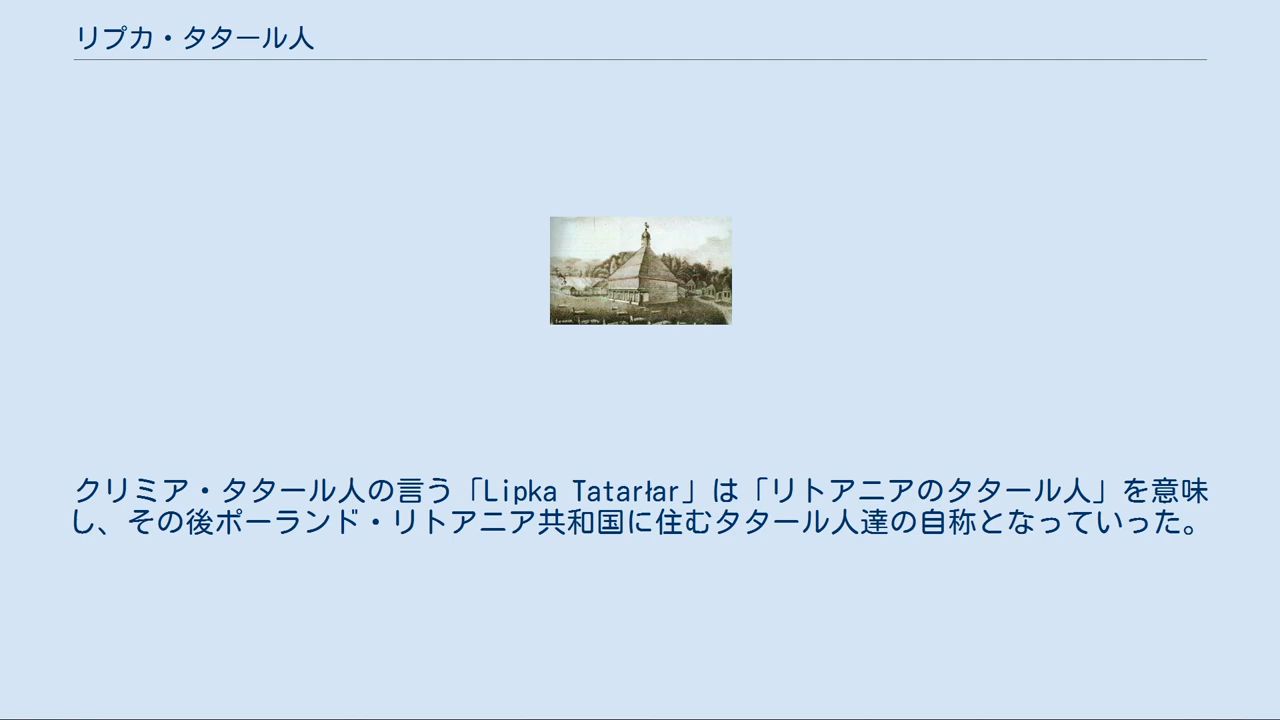 リプカ・タタール人
クリミア・タタール人の言う「Lipka Tatarłar」は「リトアニアのタタール人」を意味
し、その後ポーランド・リトアニア共和国に住むタタール人達の自称となっていった。